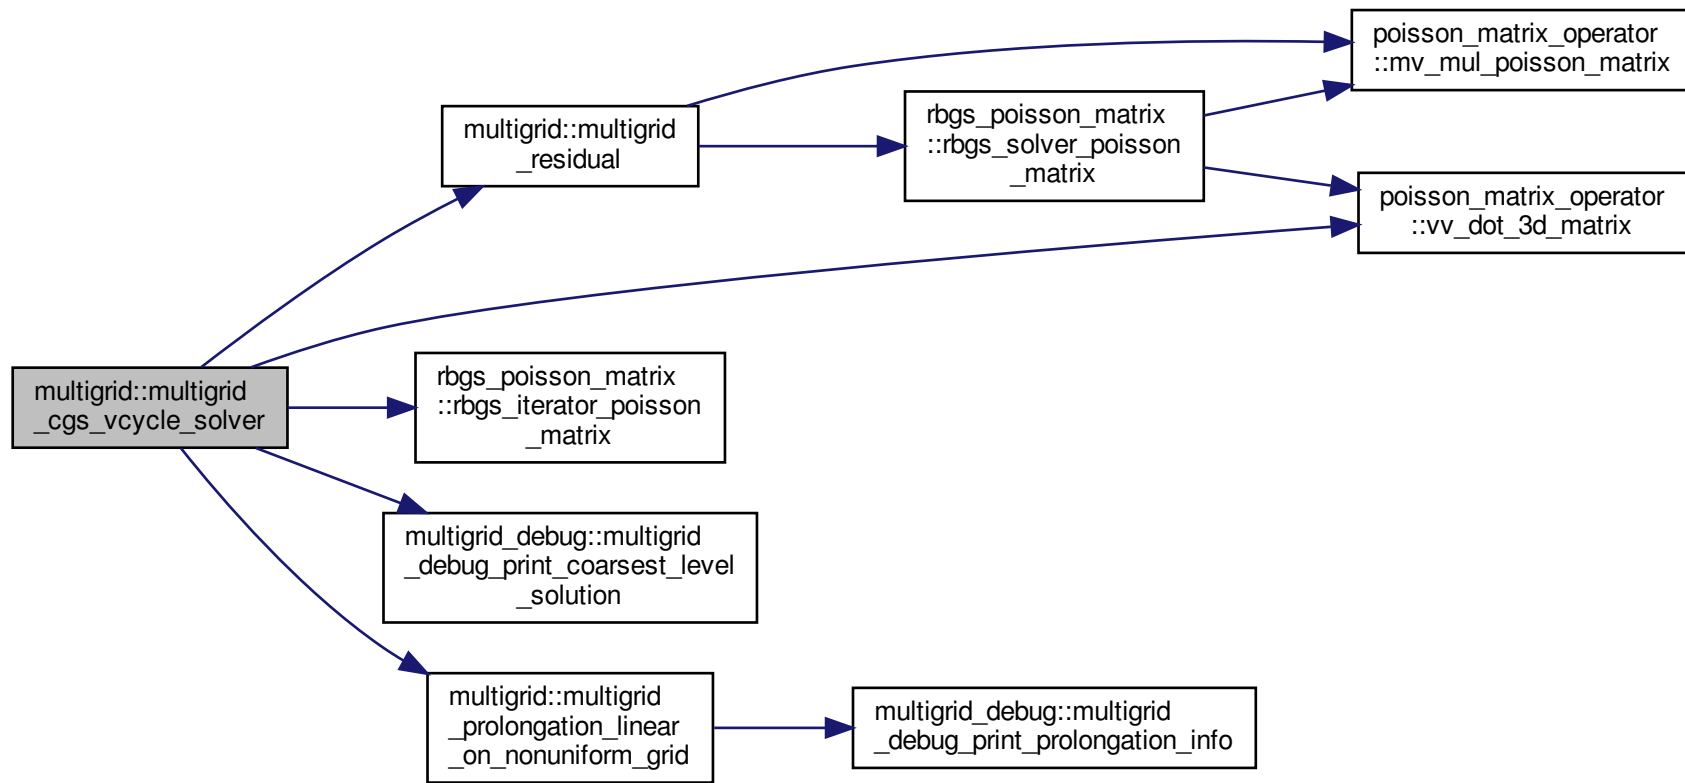 multigrid::multigrid
_cgs_vcycle_solver
multigrid::multigrid
_residual
rbgs_poisson_matrix
::rbgs_solver_poisson
_matrix
poisson_matrix_operator
::mv_mul_poisson_matrix
poisson_matrix_operator
::vv_dot_3d_matrix
rbgs_poisson_matrix
::rbgs_iterator_poisson
_matrix
multigrid_debug::multigrid
_debug_print_coarsest_level
_solution
multigrid::multigrid
_prolongation_linear
_on_nonuniform_grid
multigrid_debug::multigrid
_debug_print_prolongation_info